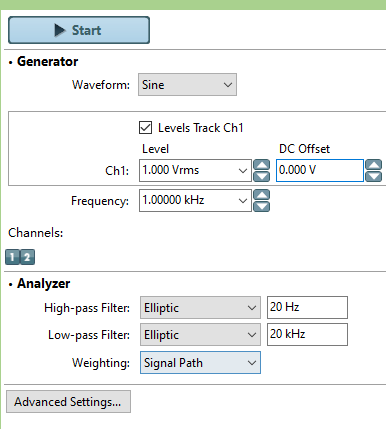 Start
• Generator
Waveform: Sine
Levels Track Ch1
Level DC Offset
Ch1: 1.000 Vrms 0.000 V
Frequency: 1.00000 kHz
Channels:
1 2
• Analyzer
High-pass Filter: Elliptic 20 Hz
Low-pass Filter: Elliptic 20 kHz
Weighting: Signal Path
Advanced Settings...